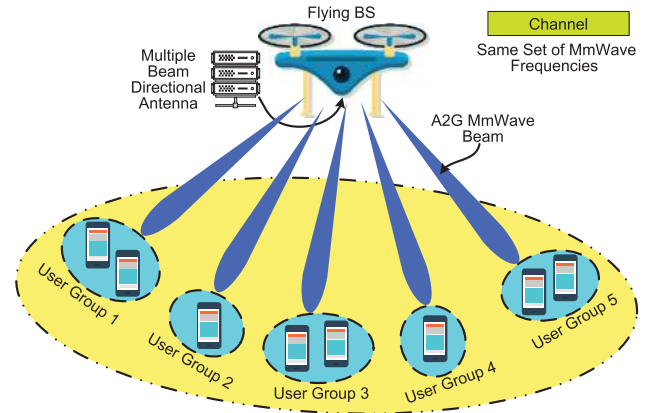 Flying BS
Channel
Same Set of MmWave
Frequencies
Multiple
Beam
Directional
Antenna
A2G MmWave
Beam
User Group 1
User Group 2
User Group 3
User Group 4
User Group 5